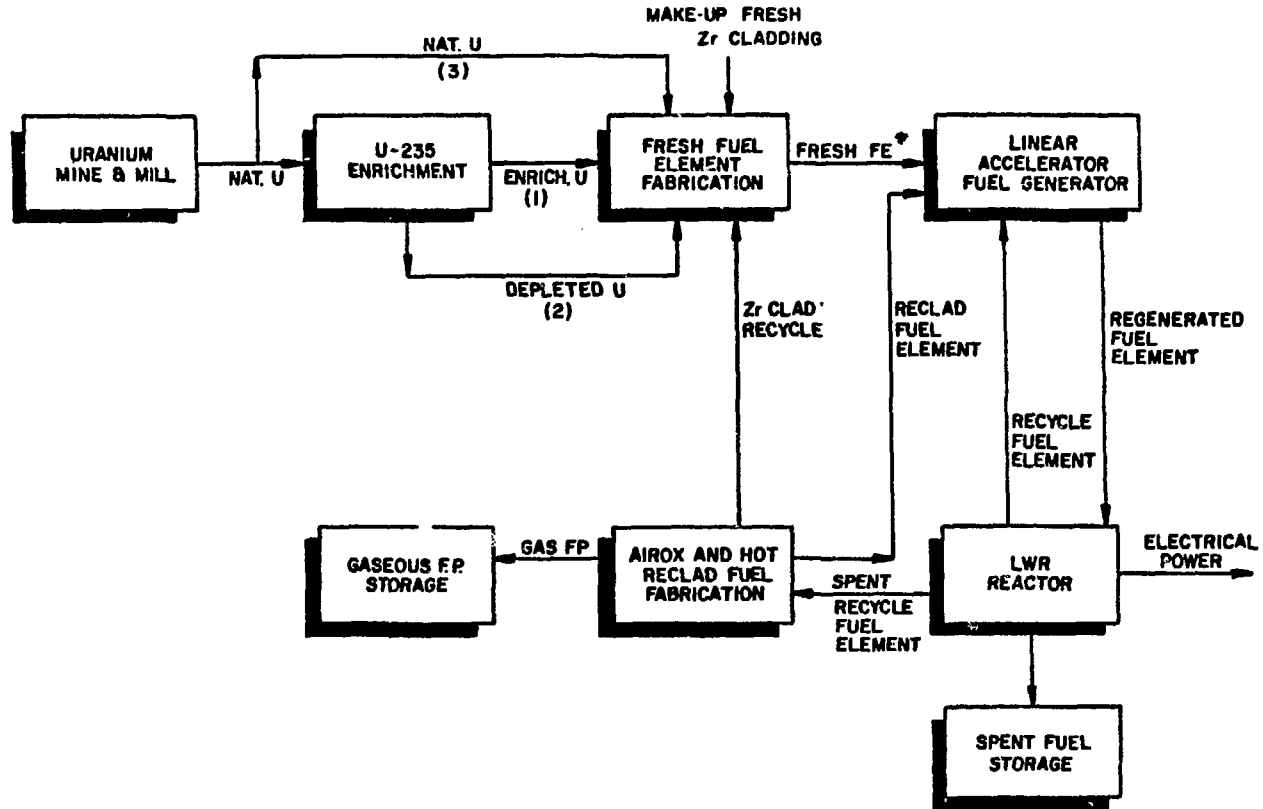 MAKE-UP FRESH
Zr CLADDING
NAT. U
(3)
URANIUM
MINE & MILL
NAT. U
U-235
ENRICHMENT
ENRICH. U
(1)
FRESH FUEL
ELEMENT
FABRICATION
FRESH FE*
LINEAR
ACCELERATOR
FUEL GENERATOR
DEPLETED U
(2)
Zr CLAD'
RECYCLE
RECLAD
FUEL
ELEMENT
REGENERATED
FUEL
ELEMENT
RECYCLE
FUEL
ELEMENT
GASEOUS F.P.
STORAGE
GAS FP
AIROX AND HOT
RECLAD FUEL
FABRICATION
SPENT
RECYCLE
FUEL
ELEMENT
LWR
REACTOR
ELECTRICAL
POWER
SPENT FUEL
STORAGE